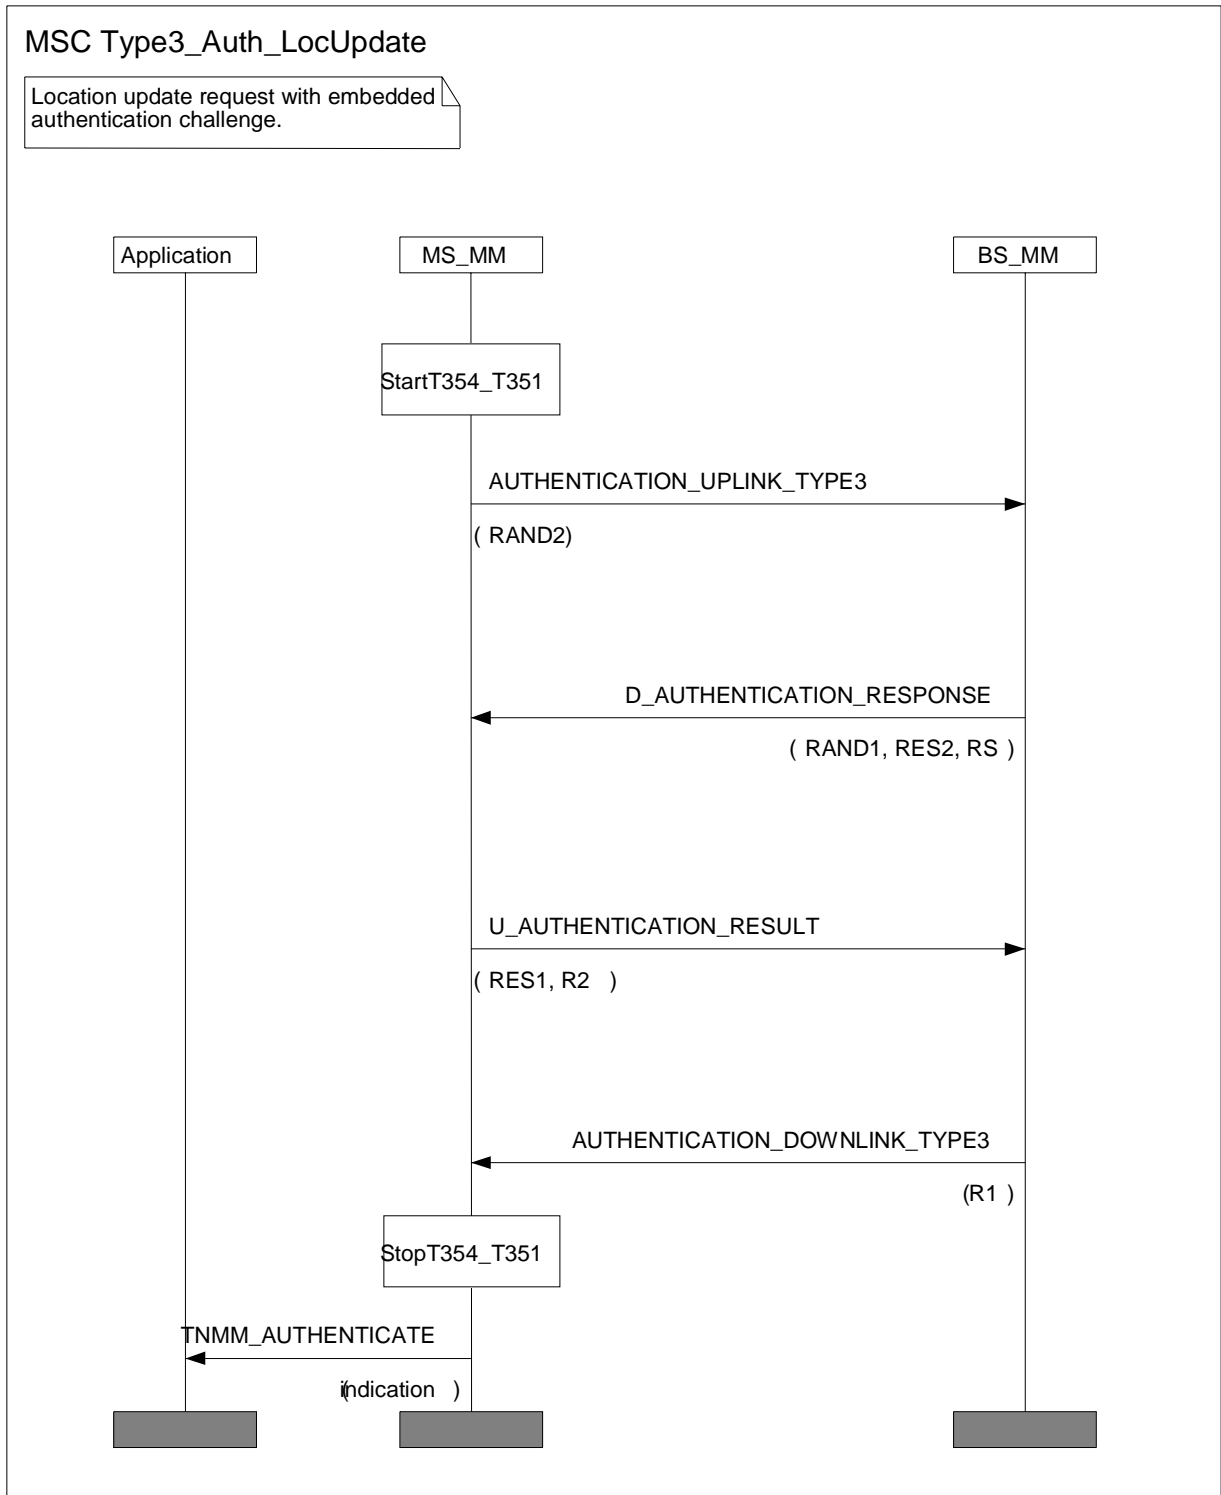 MSC Type3_Auth_LocUpdate
Location update request with embedded
authentication challenge.
Application
MS_MM
BS_MM
StartT354_T351
AUTHENTICATION_UPLINK_TYPE3
( RAND2)
D_AUTHENTICATION_RESPONSE
( RAND1, RES2, RS )
U_AUTHENTICATION_RESULT
( RES1, R2 )
AUTHENTICATION_DOWNLINK_TYPE3
(R1 )
StopT354_T351
TNMM_AUTHENTICATE
(indication )